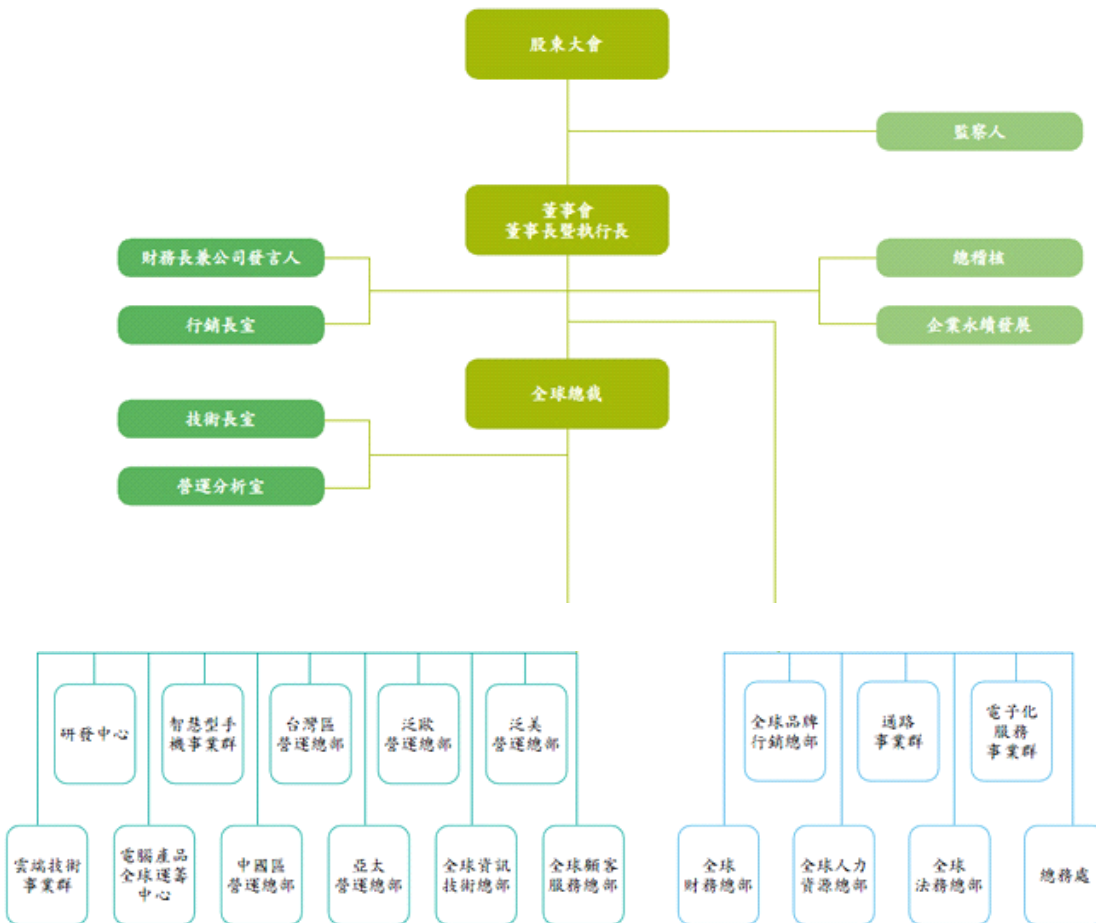 股東大會
監察人
董事會
董事長暨執行長
財務長兼公司發言人
總稽核
行銷長室
企業永續發展
全球總裁
技術長室
營運分析室
研發中心
智慧型手
機事業群
台灣區
營運總部
泛歐
營運總部
泛美
營運總部
全球品牌
行銷總部
通路
事業群
電子化
服務
事業群
雲端技術
事業群
電腦產品
全球運籌
中心
中國區
營運總部
亞太
營運總部
全球資訊
技術總部
全球顧客
服務總部
全球
財務總部
全球人力
資源總部
全球
法務總部
總務處